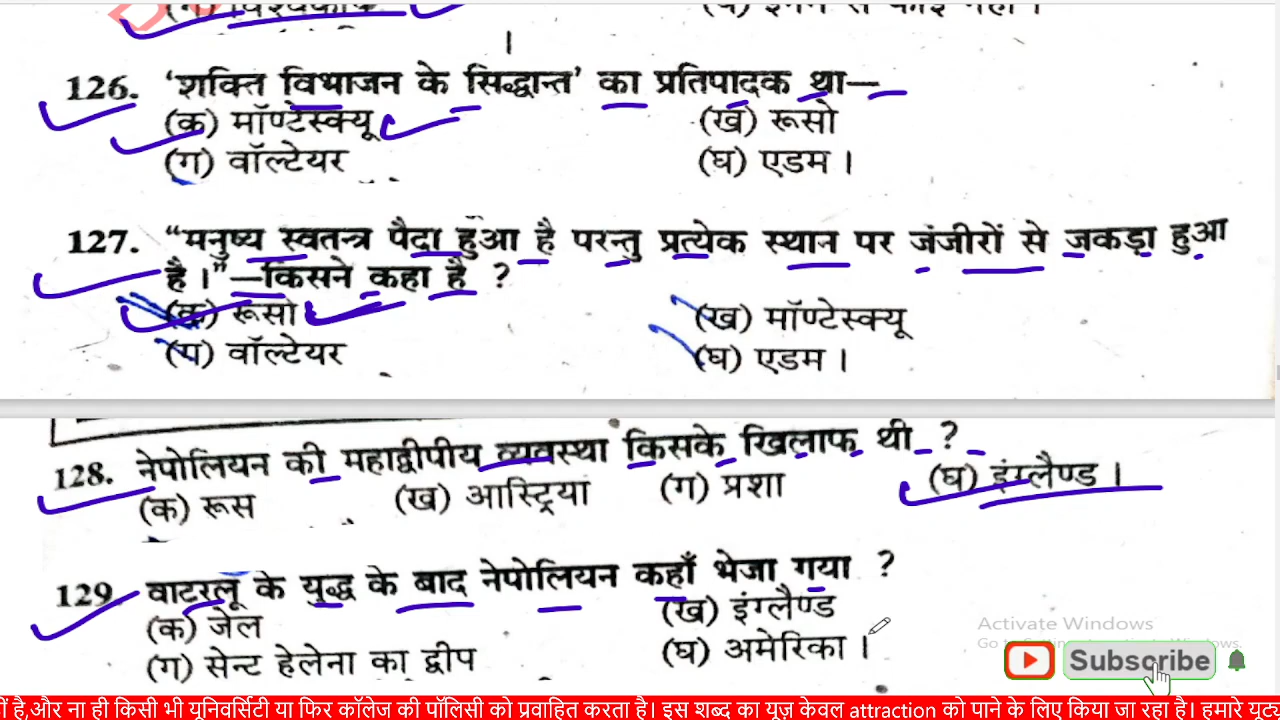 126. ‘शक्ति विभाजन के सिद्धान्त’ का प्रतिपादक था—
(क) मॉण्टेस्क्यू (ख) रूसो
(ग) वॉल्टेयर (घ) एडम ।
127. “मनुष्य स्वतन्त्र पैदा हुआ है परन्तु प्रत्येक स्थान पर जंजीरों से जकड़ा हुआ
है ।”—किसने कहा है ?
(क) रूसो (ख) मॉण्टेस्क्यू
(ग) वॉल्टेयर (घ) एडम ।
128. नेपोलियन की महाद्वीपीय व्यवस्था किसके खिलाफ थी ?
(क) रूस (ख) आस्ट्रिया (ग) प्रशा (घ) इंग्लैण्ड ।
129. वाटरलू के युद्ध के बाद नेपोलियन कहाँ भेजा गया ?
(क) जेल (ख) इंग्लैण्ड
(ग) सेन्ट हेलेना का द्वीप (घ) अमेरिका ।
Activate Windows
Subscribe
है,और ना ही किसी भी यूनिवर्सिटी या फिर कॉलेज की पॉलिसी को प्रवाहित करता है। इस शब्द का यूज़ केवल attraction को पाने के लिए किया जा रहा है। हमारे